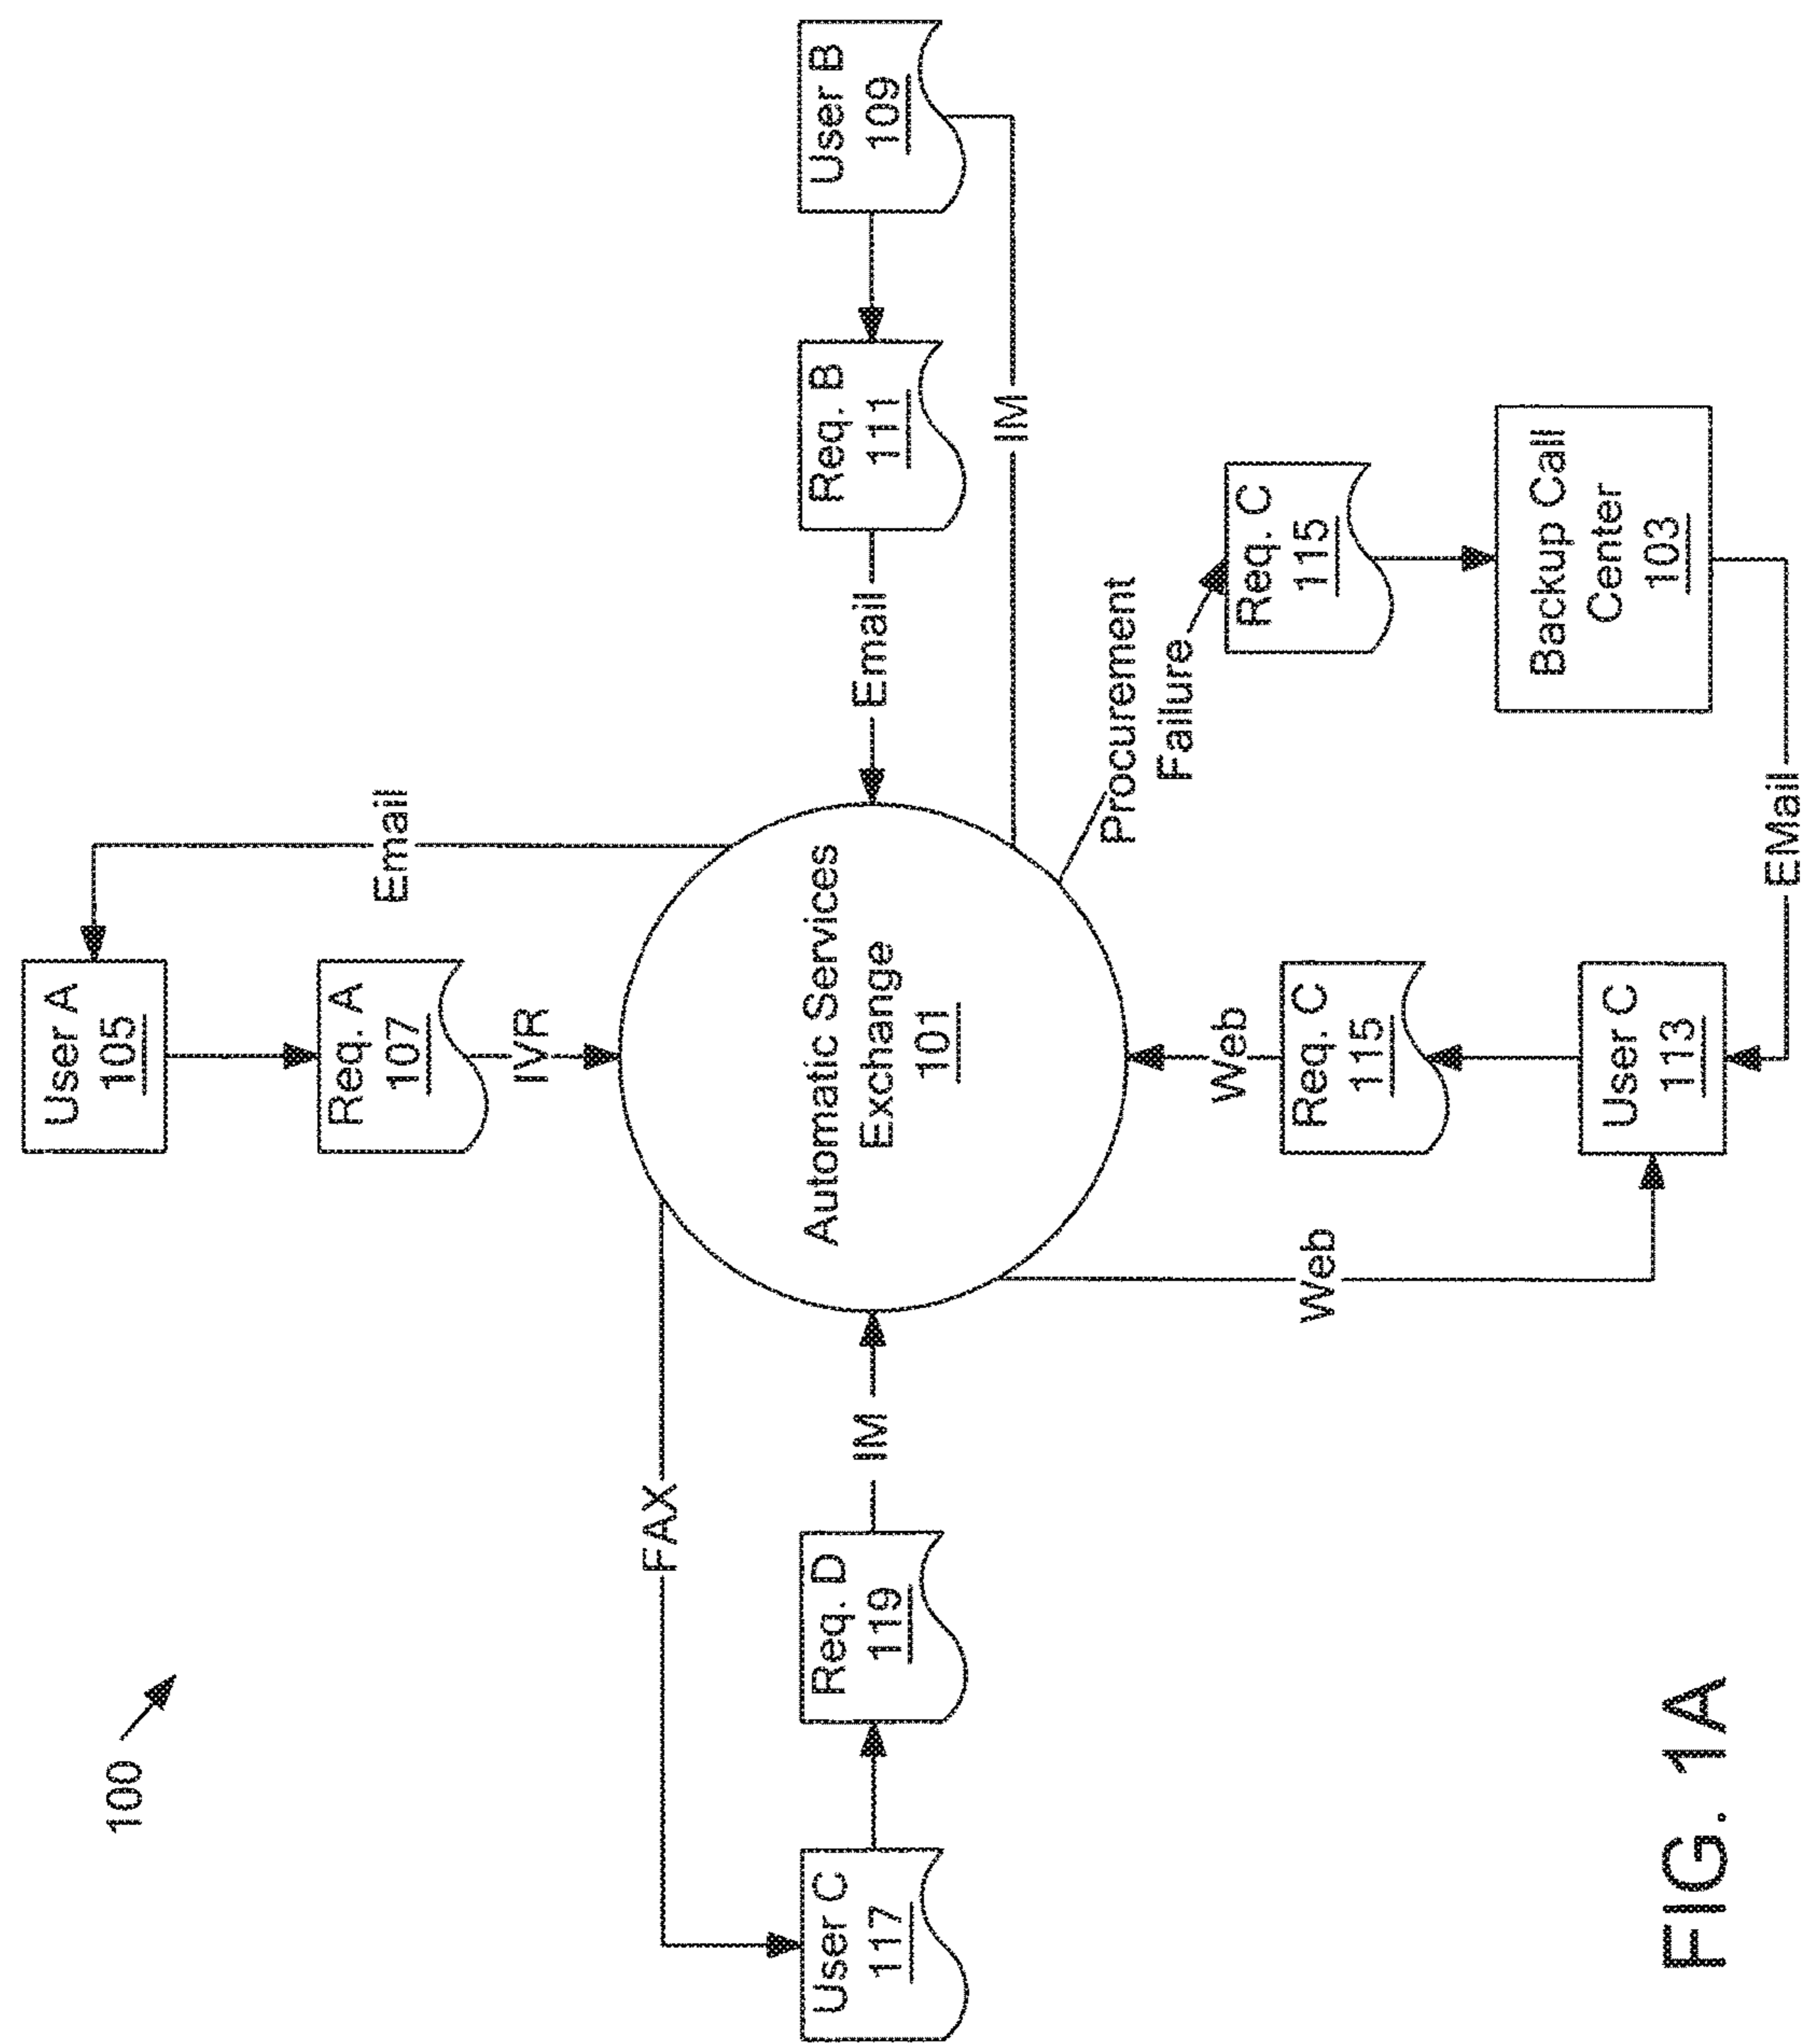 100
User A
105
Req. A
107
IVR
Email
FAX
User C
117
Req. D
119
IM
Automatic Services
Exchange
101
Email
Req. B
111
User B
109
IM
Procurement
Failure
Req. C
115
Backup Call
Center
103
EMail
Web
Web
Req. C
115
User C
113
FIG. 1A